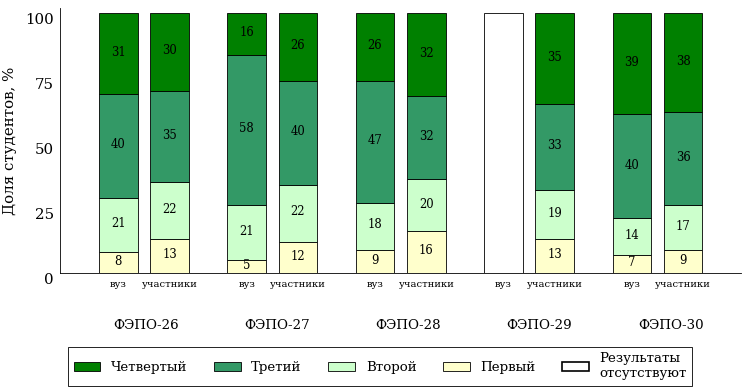 Доля студентов, %
100
75
50
25
0
31 30 16 26 26 32 35 39 38
40 35 58 40 47 32 33 40 36
21 22 21 22 18 20 19 14 17
8 13 5 12 9 16 13 7 9
вуз участники вуз участники вуз участники вуз участники вуз участники
ФЭПО-26 ФЭПО-27 ФЭПО-28 ФЭПО-29 ФЭПО-30
Четвертый Третий Второй Первый Результаты
отсутствуют